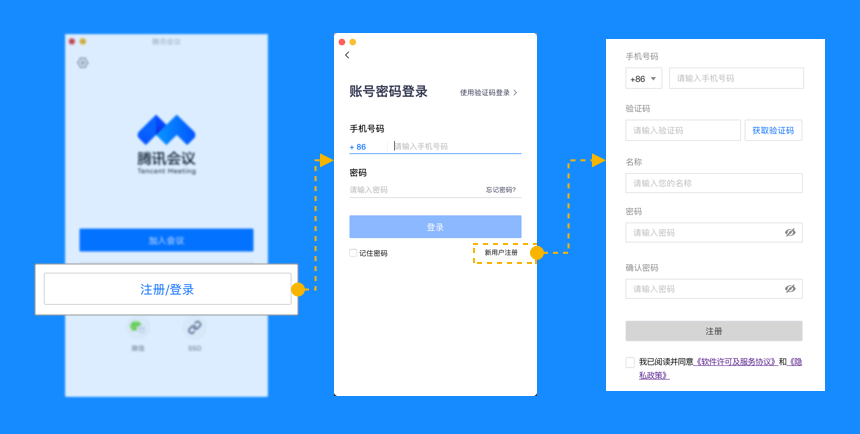 腾讯会议
腾讯会议
Tencent Meeting
加入会议
注册/登录
微信
SSO
账号密码登录
使用验证码登录 >
手机号码
+ 86
请输入手机号码
密码
请输入密码
忘记密码?
登录
记住密码
新用户注册
手机号码
+86
请输入手机号码
验证码
请输入验证码
获取验证码
名称
请输入您的名称
密码
请输入密码
确认密码
请输入密码
注册
我已阅读并同意《软件许可及服务协议》和《隐
私政策》